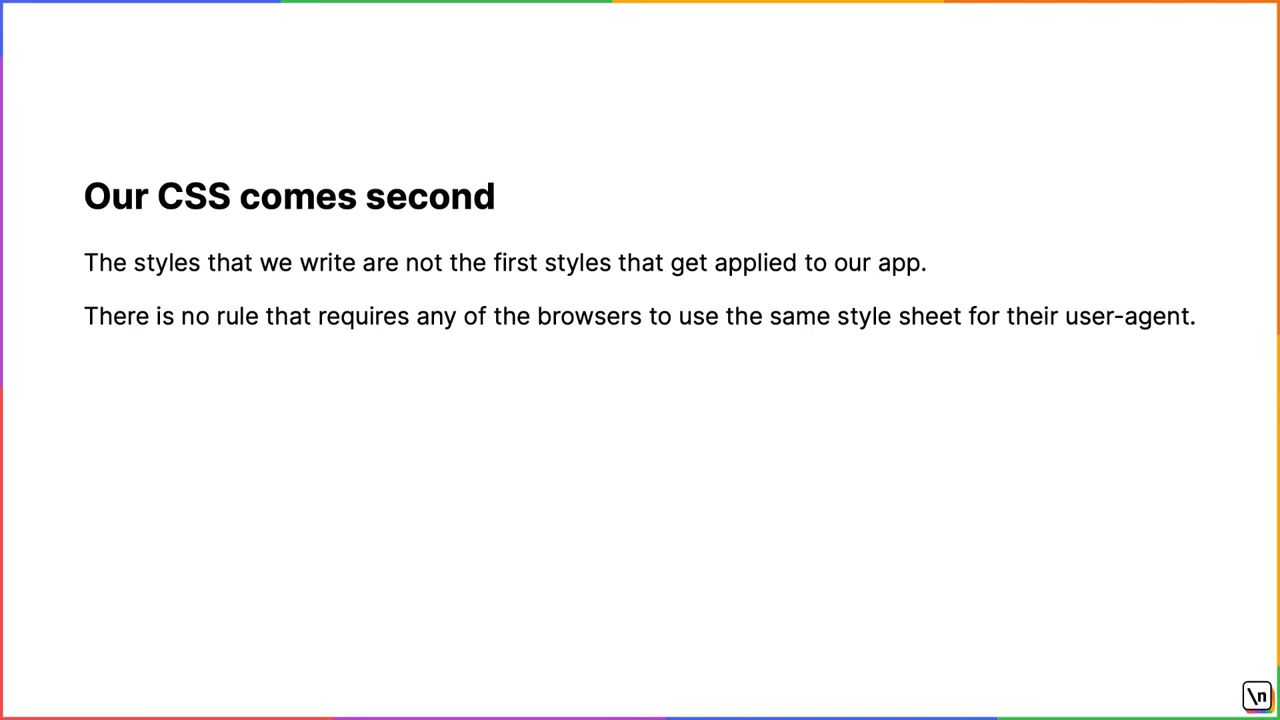 Our CSS comes second
The styles that we write are not the first styles that get applied to our app.
There is no rule that requires any of the browsers to use the same style sheet for their user-agent.
\n